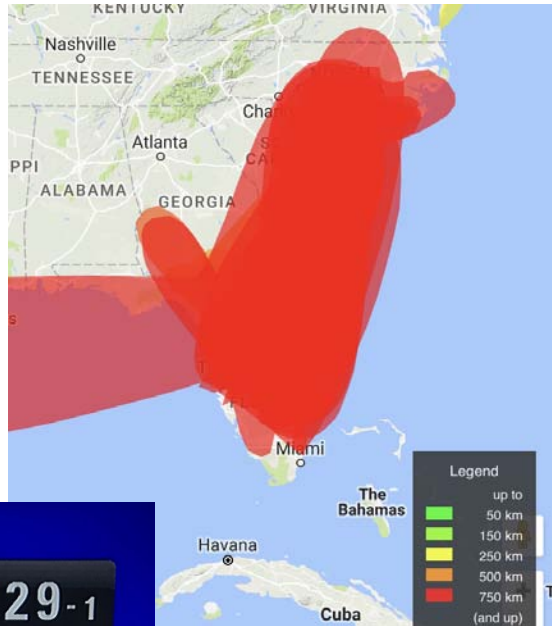 KENTUCKY
VIRGINIA
Nashville
TENNESSEE
Atlanta
PPI
ALABAMA
GEORGIA
s
Miami
The
Bahamas
Havana
Cuba
Legend
up to
50 km
150 km
250 km
500 km
750 km
(and up)
T
29-1